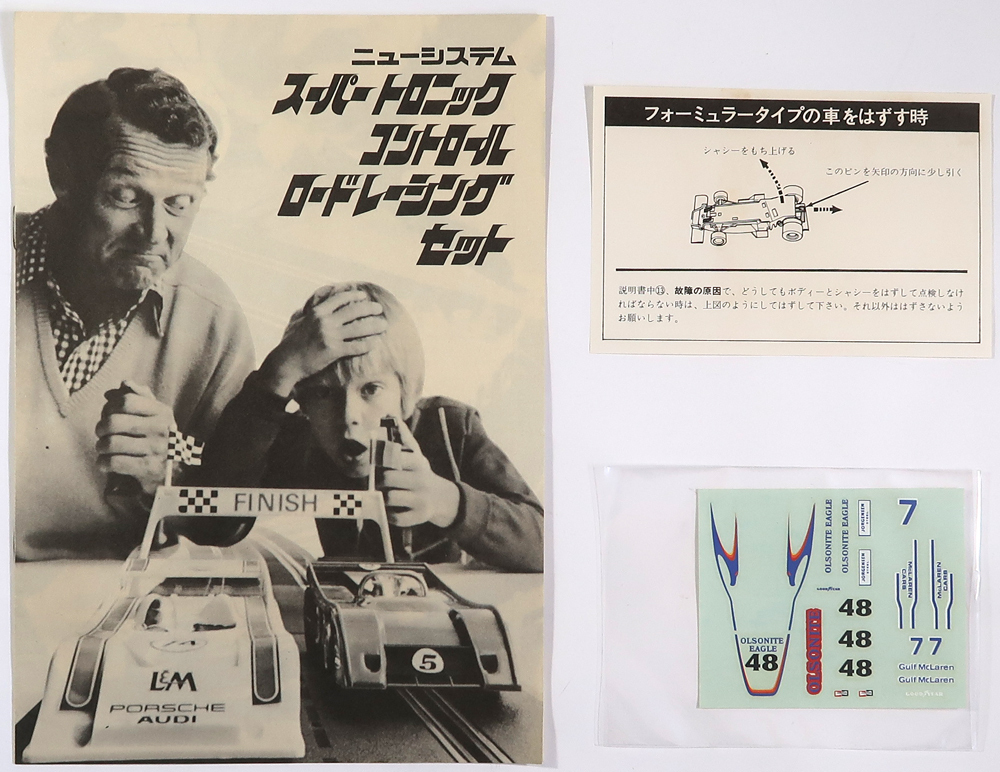 ニューシステム
スーパートロニック
コントロール
ロードレーシング
セット
FINISH
L&M
PORSCHE
AUDI
5
フォーミュラータイプの車をはずす時
シャシーをもち上げる
このピンを矢印の方向に少し引く
説明書中⑬、故障の原因で、どうしてもボディーとシャシーをはずして点検しなけ
ればならない時は、上図のようにしてはずして下さい。それ以外ははずさないよう
お願いします。
OLSONITE
EAGLE
48
OLSONITE
OLSONITE EAGLE
OLSONITE EAGLE
JORGENSEN
STEEL
JORGENSEN
STEEL
GOODYEAR
48
48
48
7
McLAREN
CARS
McLAREN
CARS
7 7
Gulf McLaren
Gulf McLaren
GOODYEAR